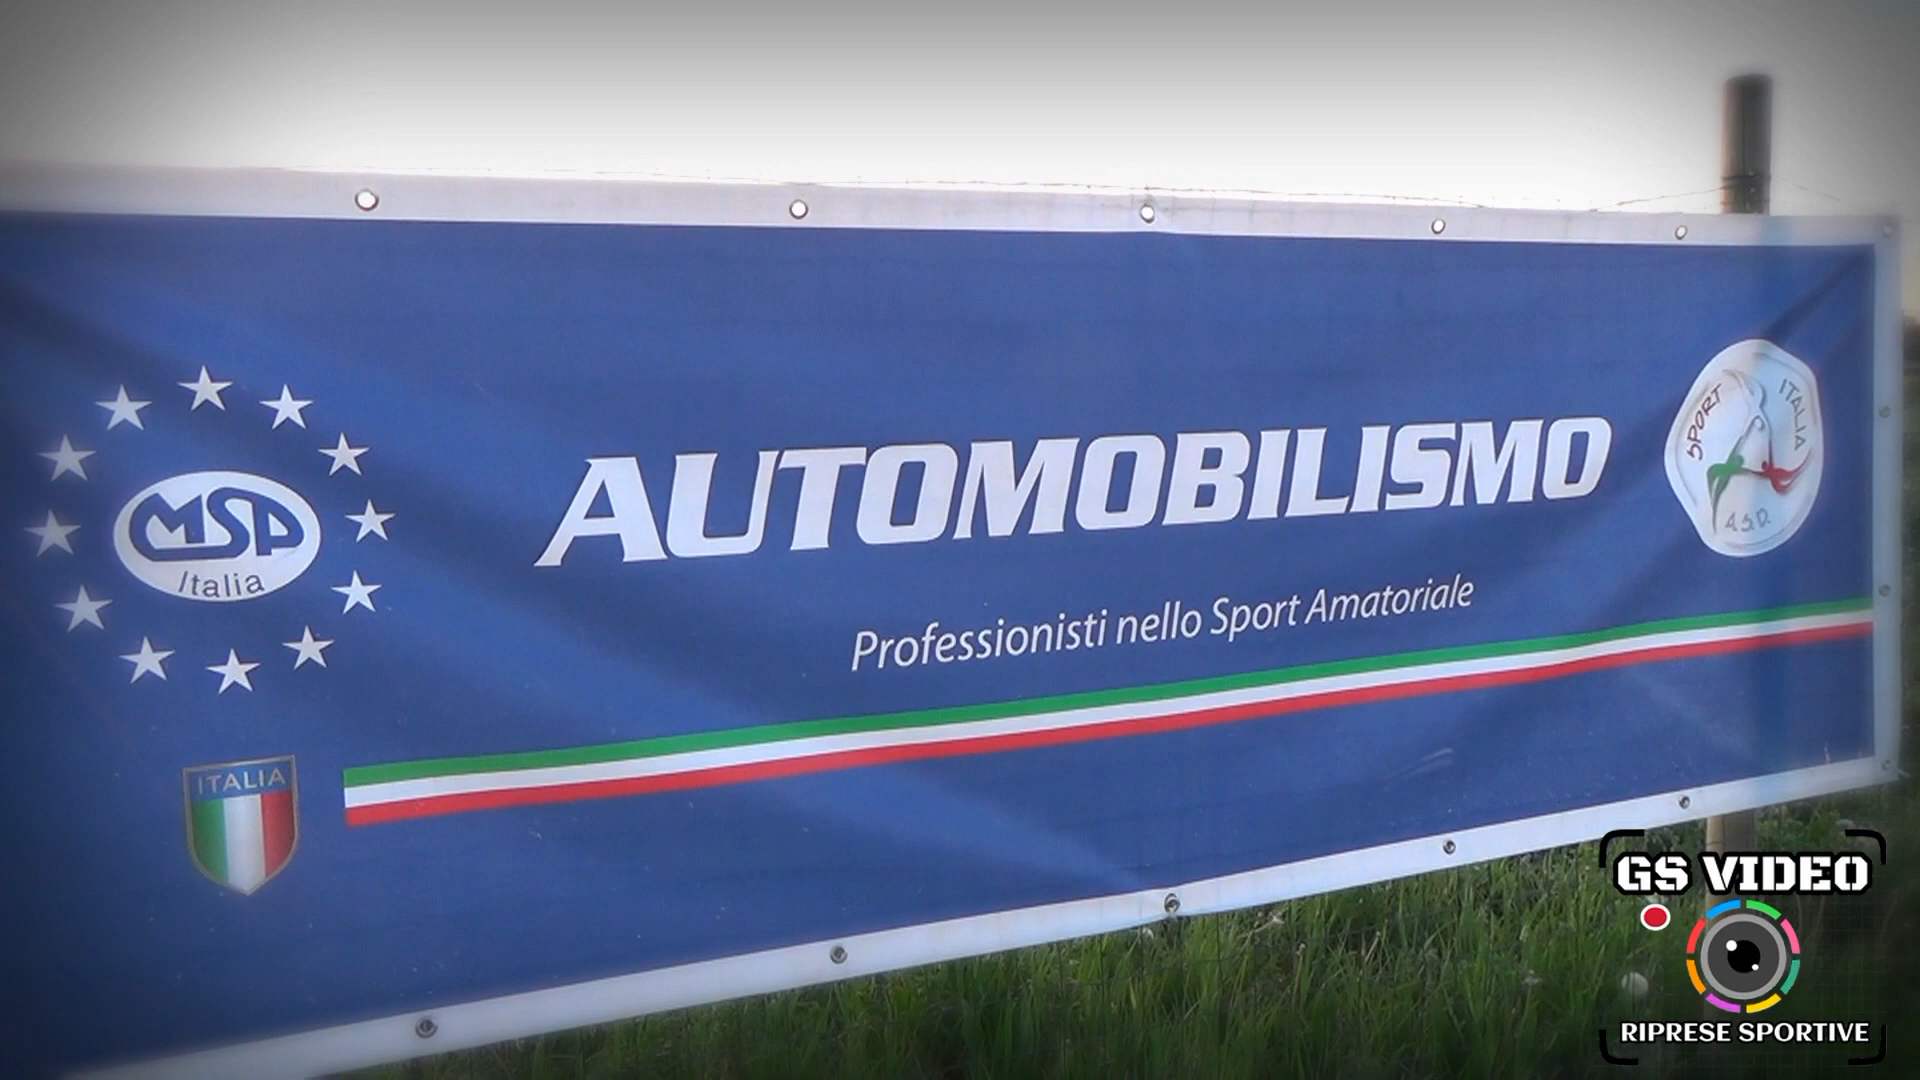 AUTOMOBILISMO
Professionisti nello Sport Amatoriale
MSP
Italia
ITALIA
SPORT ITALIA
A.S.D.
GS VIDEO
RIPRESE SPORTIVE